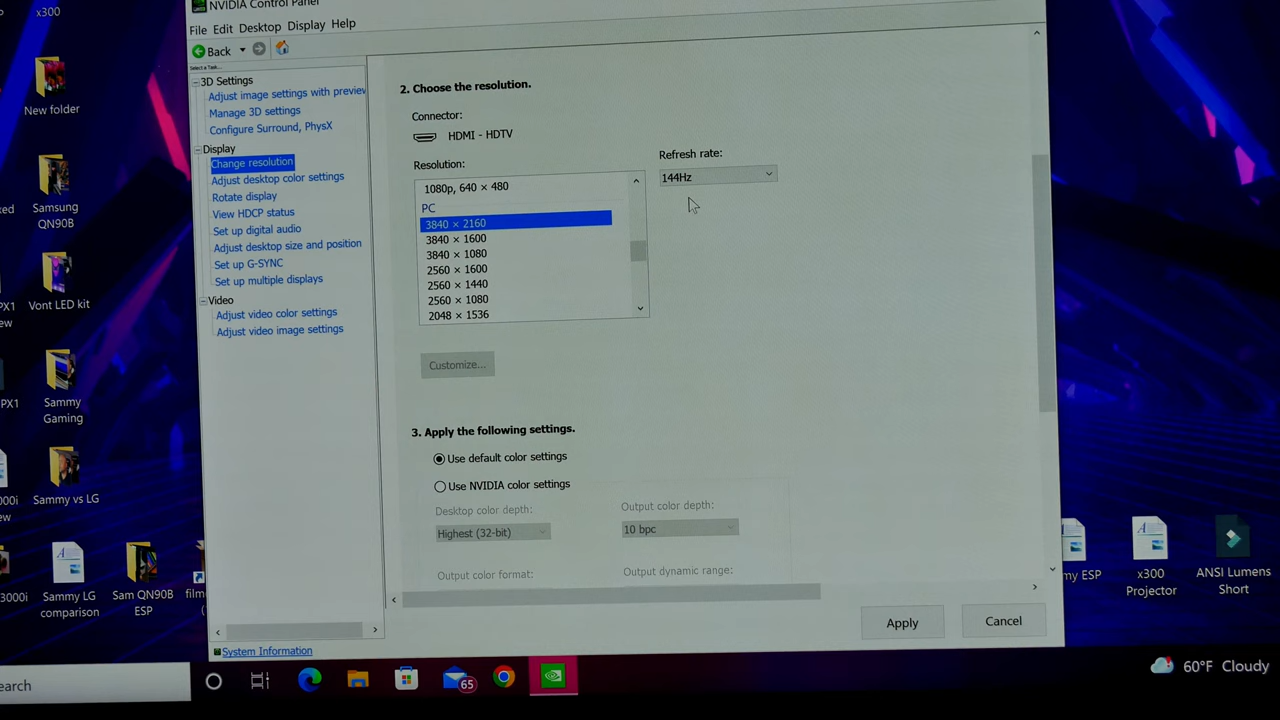 x300
NVIDIA Control Panel
File Edit Desktop Display Help
Back
Select a Task...
3D Settings
Adjust image settings with preview
Manage 3D settings
Configure Surround, PhysX
Display
Change resolution
Adjust desktop color settings
Rotate display
View HDCP status
Set up digital audio
Adjust desktop size and position
Set up G-SYNC
Set up multiple displays
Video
Adjust video color settings
Adjust video image settings
System Information
2. Choose the resolution.
Connector:
HDMI - HDTV
Resolution:
Refresh rate:
144Hz
1080p, 640 × 480
PC
3840 × 2160
3840 × 1600
3840 × 1080
2560 × 1600
2560 × 1440
2560 × 1080
2048 × 1536
Customize...
3. Apply the following settings.
Use default color settings
Use NVIDIA color settings
Desktop color depth:
Highest (32-bit)
Output color depth:
10 bpc
Output color format:
Output dynamic range:
Apply
Cancel
New folder
Samsung
QN90B
Vont LED kit
Sammy
Gaming
Sammy vs LG
Sammy LG
comparison
Sam QN90B
ESP
PX1
PX1
3000i
my ESP
x300
Projector
ANSI Lumens
Short
earch
65
60°F Cloudy